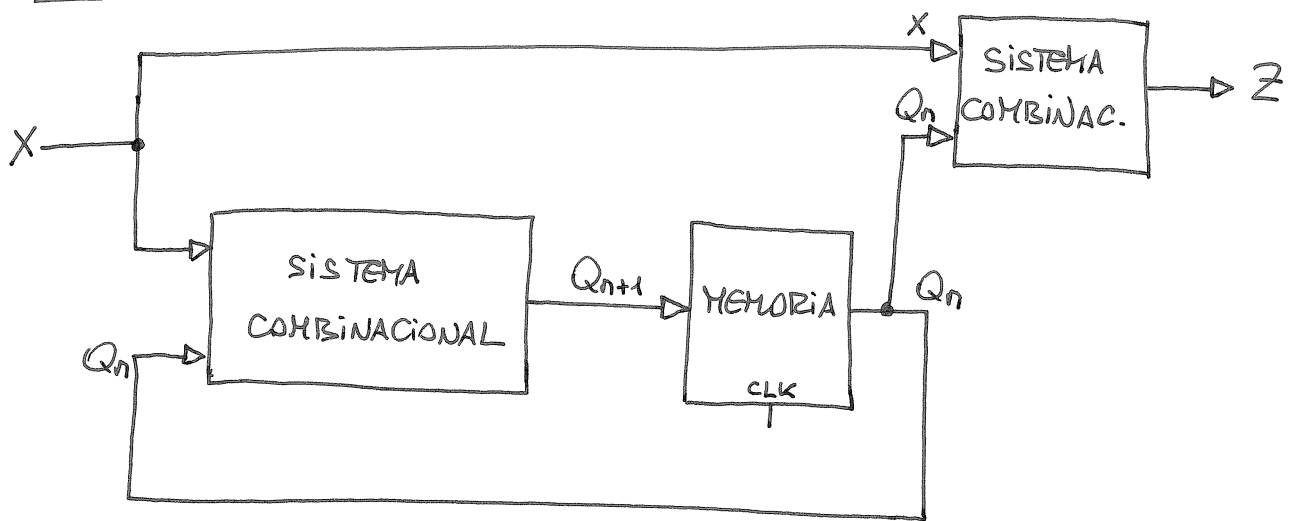 X
X
Qn
SISTEMA
COMBINAC.
Z
SISTEMA
COMBINACIONAL
Qn
Qn+1
MEMORIA
CLK
Qn